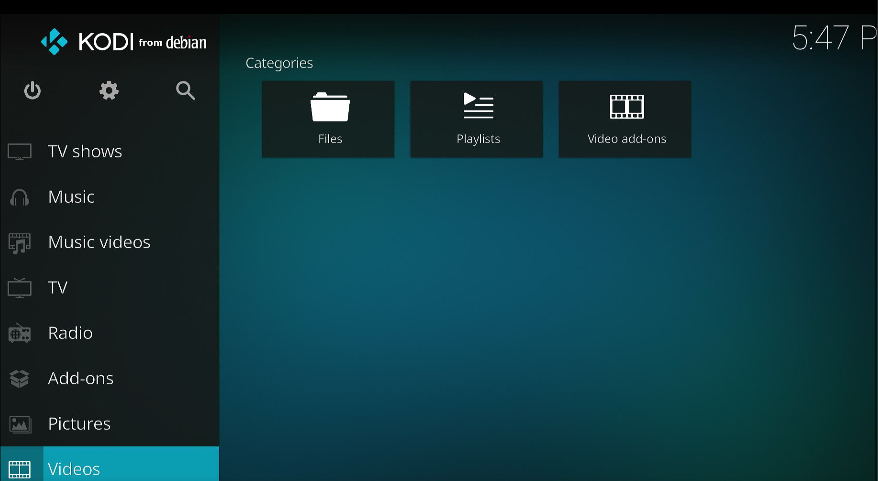 KODI from debian
5:47 P
Categories
Files
Playlists
Video add-ons
TV shows
Music
Music videos
TV
Radio
Add-ons
Pictures
Videos